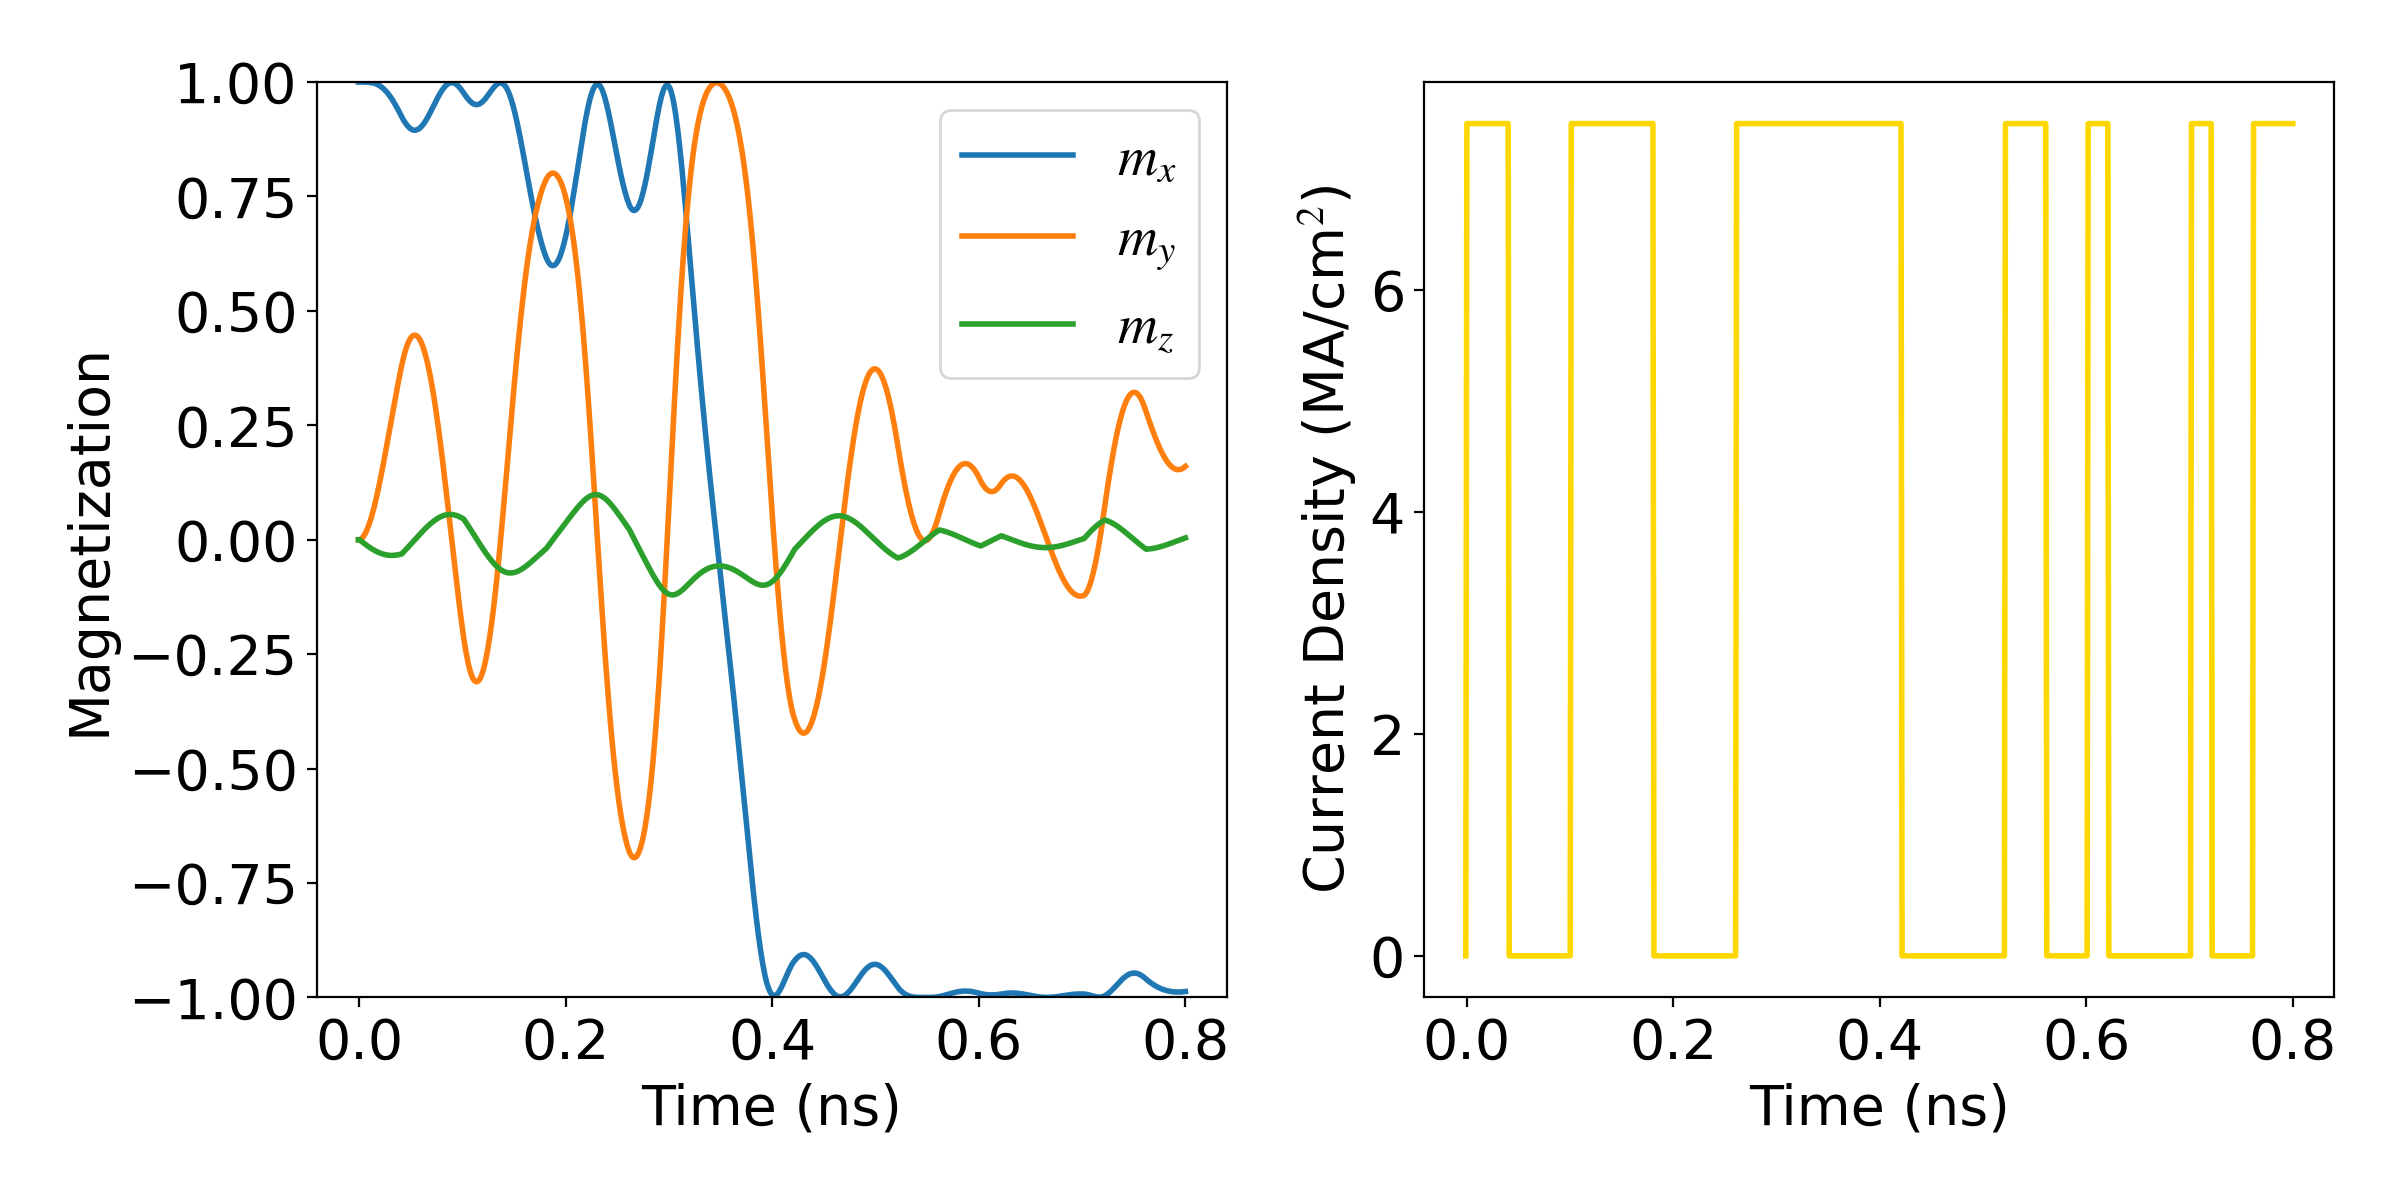 Magnetization
1.00
0.75
0.50
0.25
0.00
−0.25
−0.50
−0.75
−1.00
0.0 0.2 0.4 0.6 0.8
Time (ns)
m_x
m_y
m_z
Current Density (MA/cm²)
6
4
2
0
0.0 0.2 0.4 0.6 0.8
Time (ns)